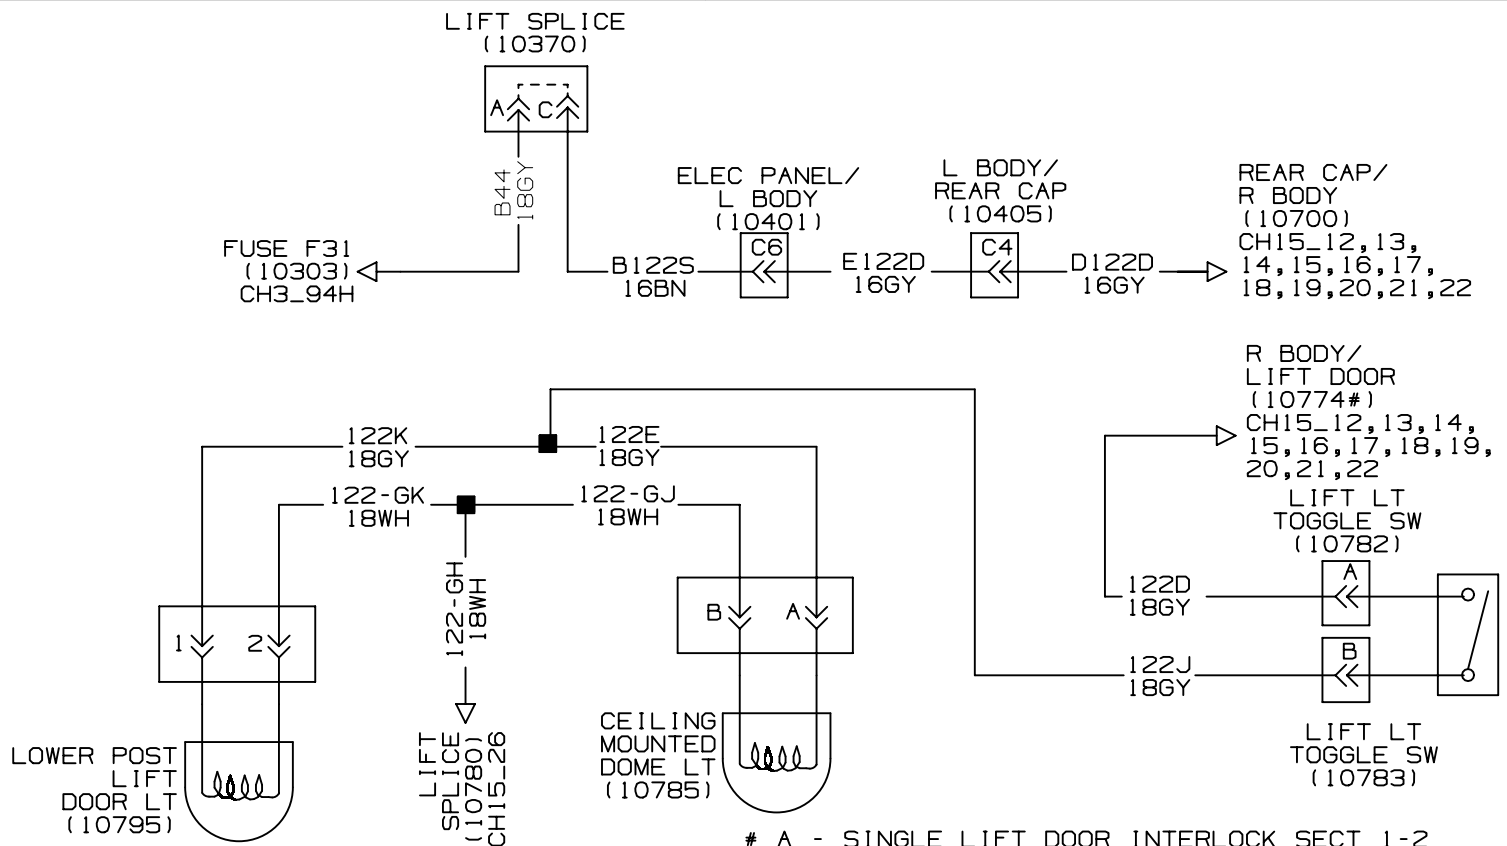 LIFT SPLICE
(10370)
A C
B44
18GY
FUSE F31
(10303)
CH3_94H
B122S
16BN
ELEC PANEL/
L BODY
(10401)
C6
E122D
16GY
L BODY/
REAR CAP
(10405)
C4
D122D
16GY
REAR CAP/
R BODY
(10700)
CH15_12,13,
14,15,16,17,
18,19,20,21,22
R BODY/
LIFT DOOR
(10774#)
CH15_12,13,14,
15,16,17,18,19,
20,21,22
122K
18GY
122E
18GY
122-GK
18WH
122-GJ
18WH
122-GH
18WH
LIFT
SPLICE
(10780)
CH15_26
1 2
LOWER POST
LIFT
DOOR LT
(10795)
B A
CEILING
MOUNTED
DOME LT
(10785)
LIFT LT
TOGGLE SW
(10782)
A
122D
18GY
B
122J
18GY
LIFT LT
TOGGLE SW
(10783)
# A - SINGLE LIFT DOOR INTERLOCK SECT 1-2